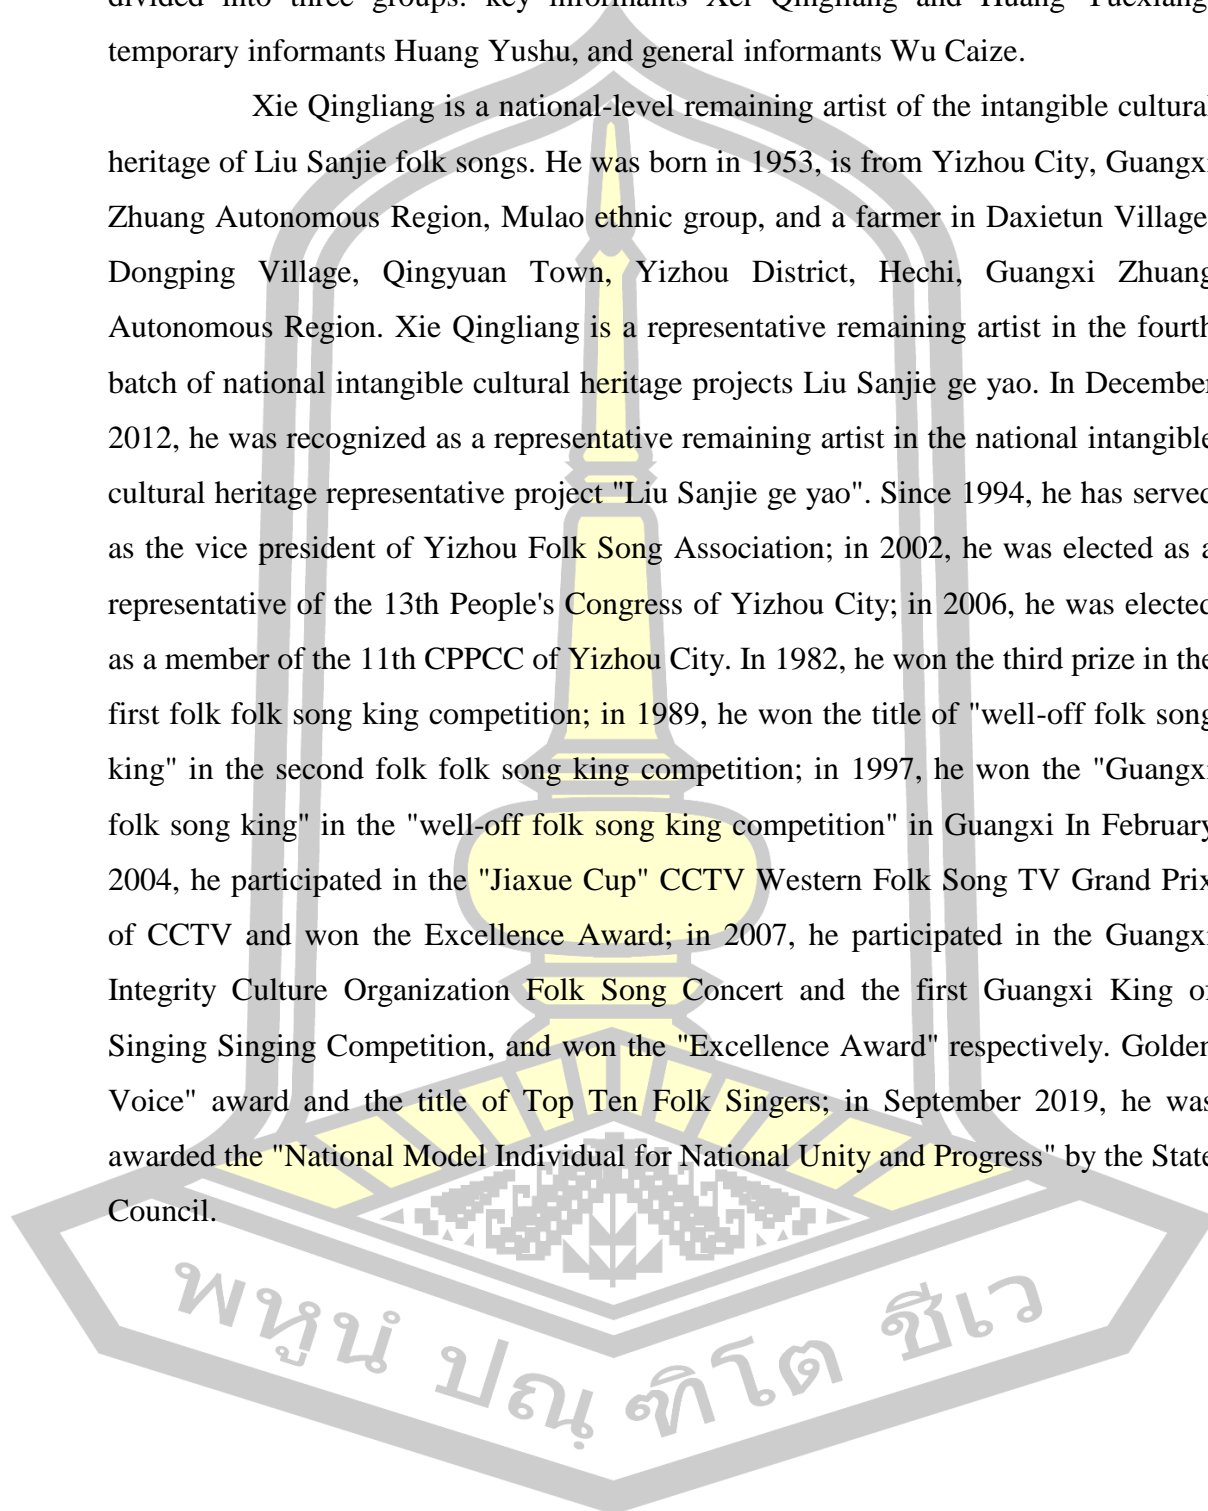 divided into three groups: key informants Xei Qingliang and Huang Yuexiang
temporary informants Huang Yushu, and general informants Wu Caize.
Xie Qingliang is a national-level remaining artist of the intangible cultural
heritage of Liu Sanjie folk songs. He was born in 1953, is from Yizhou City, Guangxi
Zhuang Autonomous Region, Mulao ethnic group, and a farmer in Daxietun Village
Dongping Village, Qingyuan Town, Yizhou District, Hechi, Guangxi Zhuang
Autonomous Region. Xie Qingliang is a representative remaining artist in the fourth
batch of national intangible cultural heritage projects Liu Sanjie ge yao. In December
2012, he was recognized as a representative remaining artist in the national intangible
cultural heritage representative project "Liu Sanjie ge yao". Since 1994, he has served
as the vice president of Yizhou Folk Song Association; in 2002, he was elected as a
representative of the 13th People's Congress of Yizhou City; in 2006, he was elected
as a member of the 11th CPPCC of Yizhou City. In 1982, he won the third prize in the
first folk folk song king competition; in 1989, he won the title of "well-off folk song
king" in the second folk folk song king competition; in 1997, he won the "Guangxi
folk song king" in the "well-off folk song king competition" in Guangxi In February
2004, he participated in the "Jiaxue Cup" CCTV Western Folk Song TV Grand Prix
of CCTV and won the Excellence Award; in 2007, he participated in the Guangxi
Integrity Culture Organization Folk Song Concert and the first Guangxi King of
Singing Singing Competition, and won the "Excellence Award" respectively. Golden
Voice" award and the title of Top Ten Folk Singers; in September 2019, he was
awarded the "National Model Individual for National Unity and Progress" by the State
Council.
พหูนํ ปณฺฑิโต ชีเว